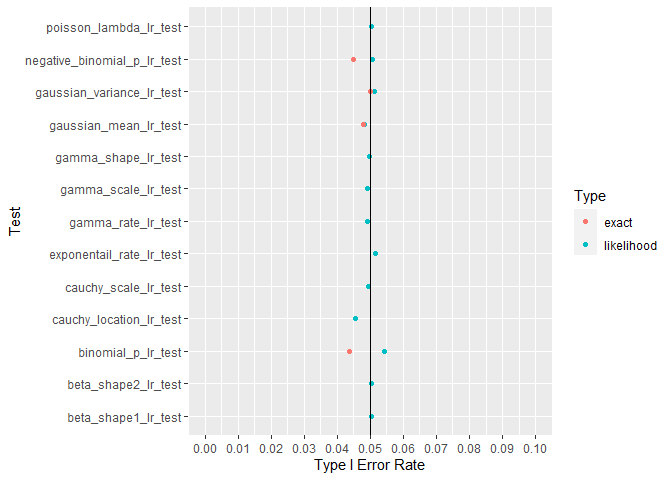 poisson_lambda_lr_test
negative_binomial_p_lr_test
gaussian_variance_lr_test
gaussian_mean_lr_test
gamma_shape_lr_test
gamma_scale_lr_test
gamma_rate_lr_test
exponentail_rate_lr_test
cauchy_scale_lr_test
cauchy_location_lr_test
binomial_p_lr_test
beta_shape2_lr_test
beta_shape1_lr_test
Test
0.00 0.01 0.02 0.03 0.04 0.05 0.06 0.07 0.08 0.09 0.10
Type I Error Rate
Type
exact
likelihood